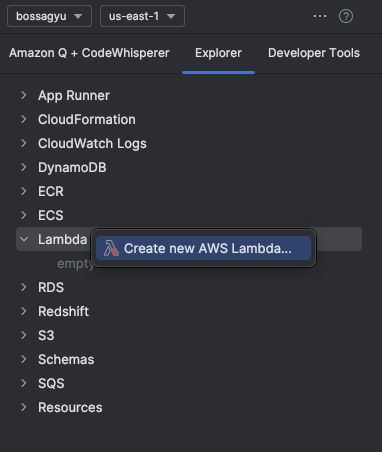 bossagyu us-east-1
Amazon Q + CodeWhisperer Explorer Developer Tools
App Runner
CloudFormation
CloudWatch Logs
DynamoDB
ECR
ECS
Lambda
Create new AWS Lambda...
empty
RDS
Redshift
S3
Schemas
SQS
Resources